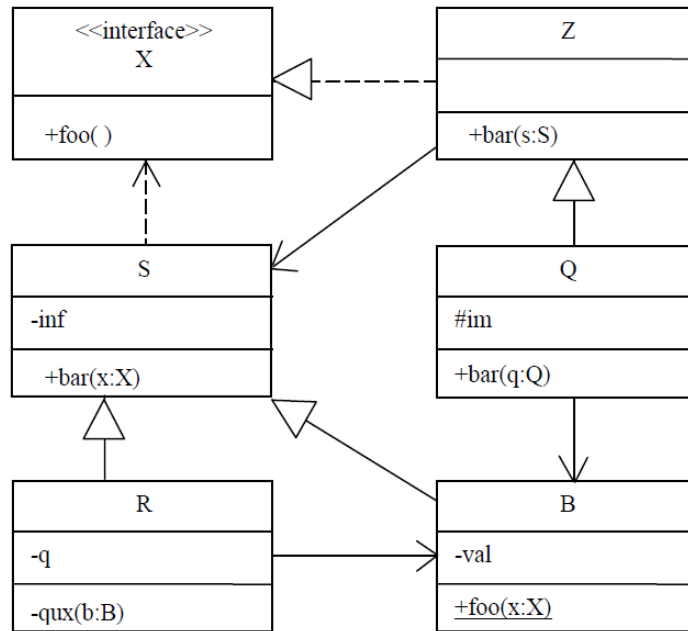 <<interface>>
X
+foo( )
Z
+bar(s:S)
S
-inf
+bar(x:X)
Q
#im
+bar(q:Q)
R
-q
-qux(b:B)
B
-val
+foo(x:X)